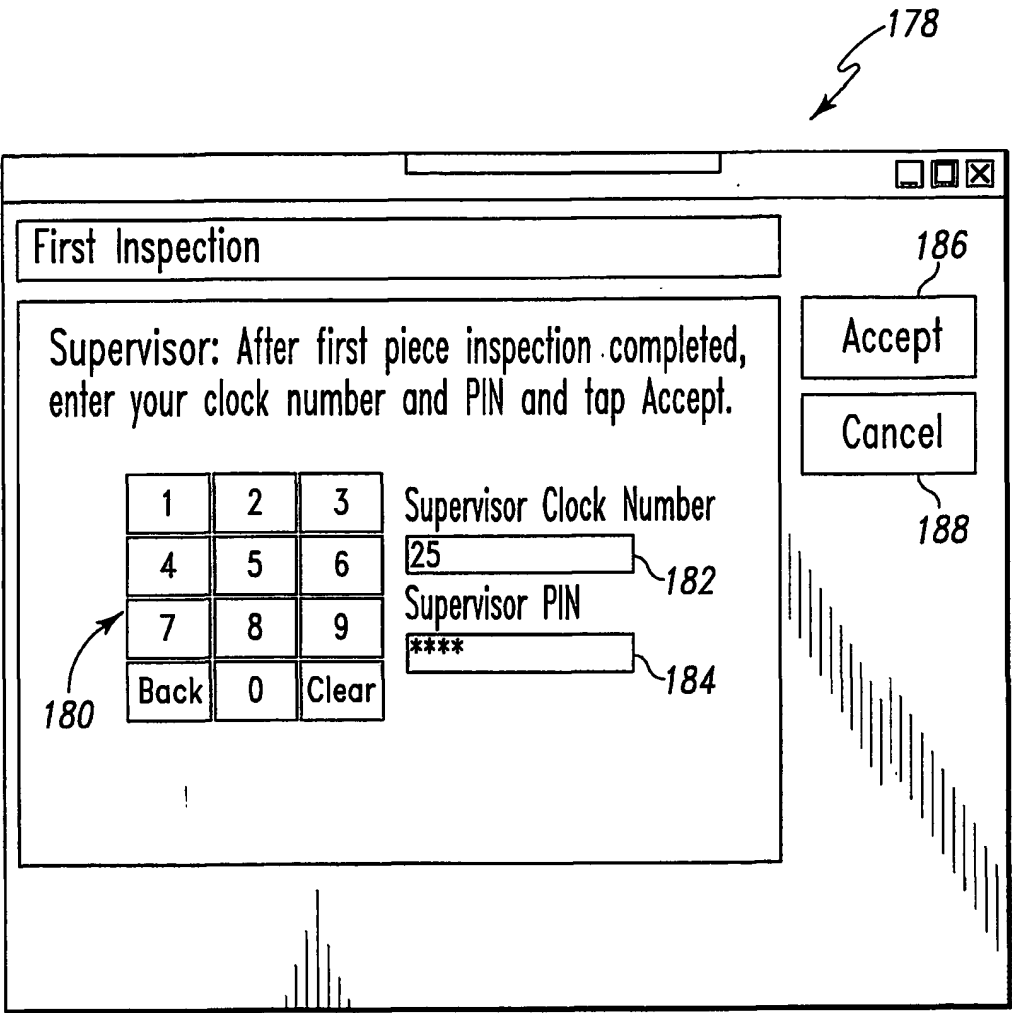 178
First Inspection
186
Supervisor: After first piece inspection completed,
enter your clock number and PIN and tap Accept.
Accept
Cancel
188
1 2 3
4 5 6
7 8 9
Back 0 Clear
180
Supervisor Clock Number
25
182
Supervisor PIN
****
184